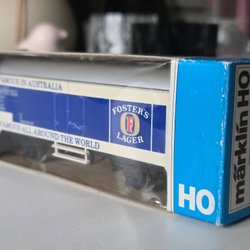 FAMOUS IN AUSTRALIA
FOSTER'S
F
LAGER
FAMOUS ALL AROUND THE WORLD
HO
märklin HO